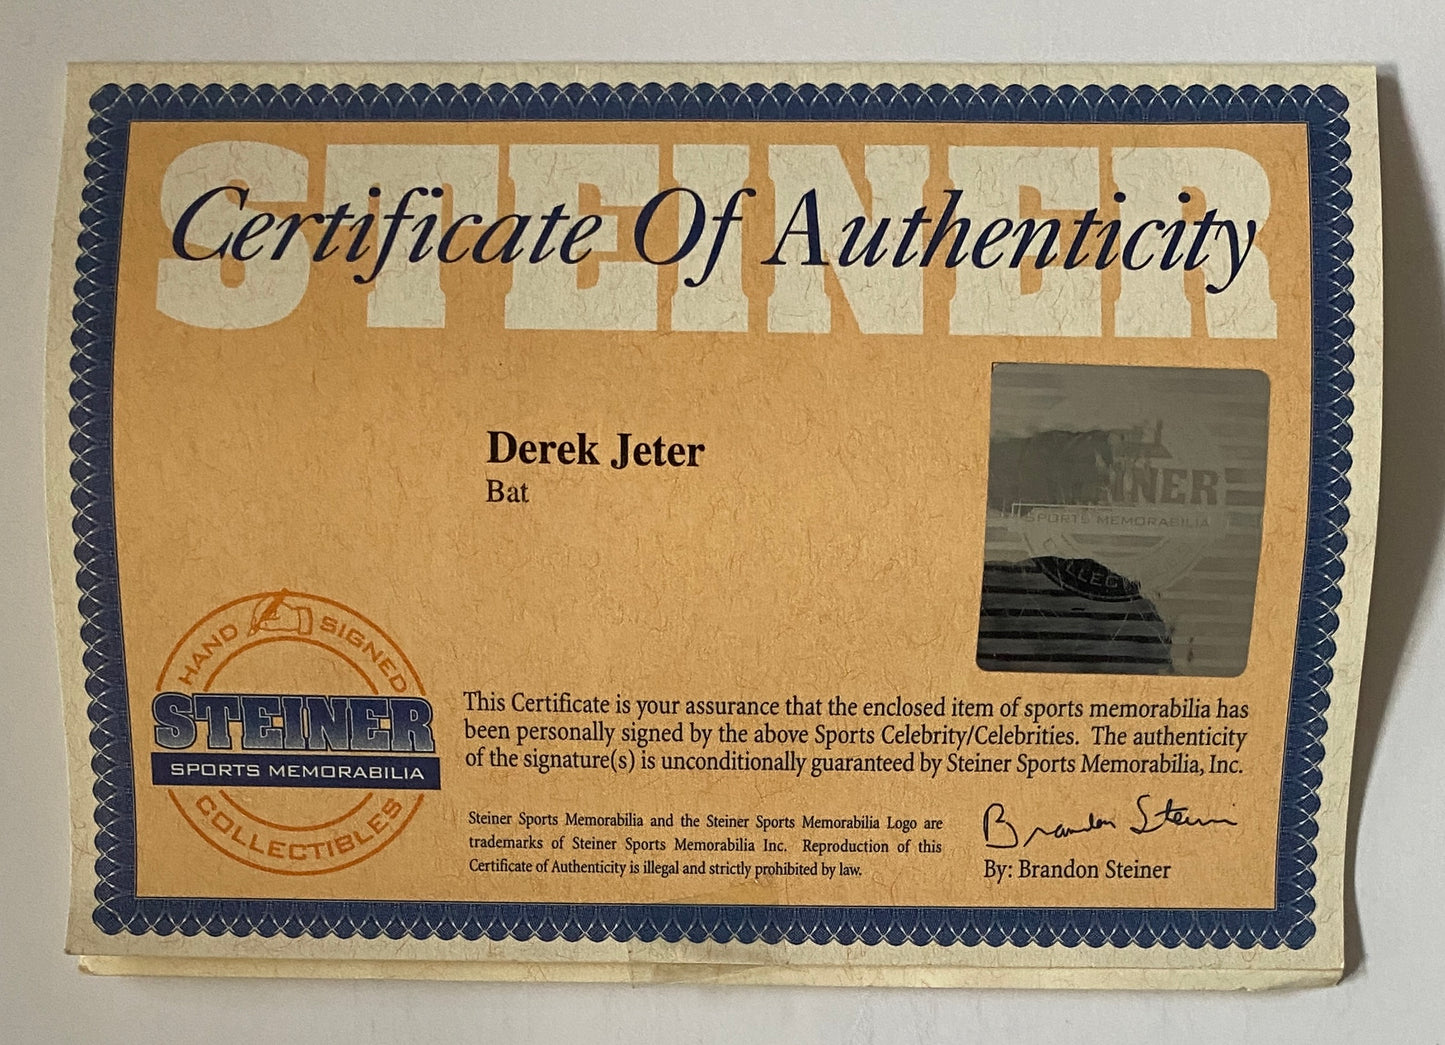 STEINER
Certificate Of Authenticity
Derek Jeter
Bat
STEINER
SPORTS MEMORABILIA
HAND SIGNED
STEINER
SPORTS MEMORABILIA
COLLECTIBLES
This Certificate is your assurance that the enclosed item of sports memorabilia has
been personally signed by the above Sports Celebrity/Celebrities. The authenticity
of the signature(s) is unconditionally guaranteed by Steiner Sports Memorabilia, Inc.
Steiner Sports Memorabilia and the Steiner Sports Memorabilia Logo are
trademarks of Steiner Sports Memorabilia Inc. Reproduction of this
Certificate of Authenticity is illegal and strictly prohibited by law.
Brandon Steiner
By: Brandon Steiner